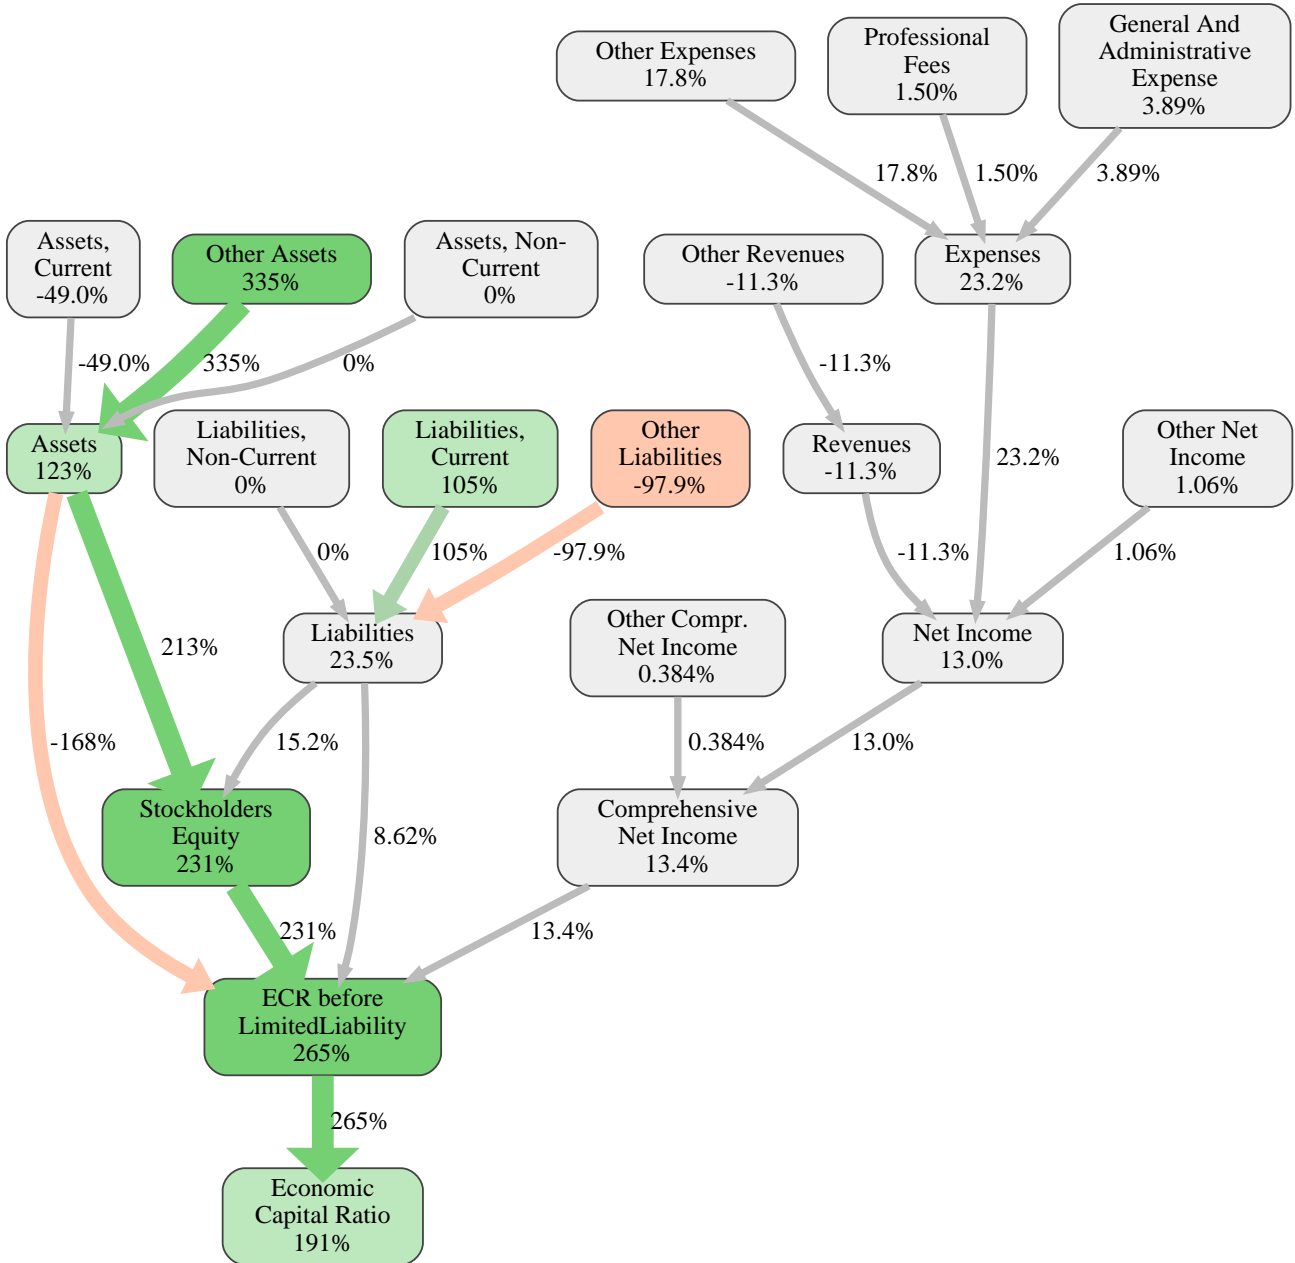 Other Expenses
17.8%
Professional
Fees
1.50%
General And
Administrative
Expense
3.89%
17.8%
1.50%
3.89%
Assets,
Current
-49.0%
Other Assets
335%
Assets, Non-
Current
0%
Other Revenues
-11.3%
Expenses
23.2%
-49.0%
335%
0%
-11.3%
Assets
123%
Liabilities,
Non-Current
0%
Liabilities,
Current
105%
Other
Liabilities
-97.9%
Revenues
-11.3%
23.2%
Other Net
Income
1.06%
0%
105%
-97.9%
-11.3%
1.06%
213%
Liabilities
23.5%
Other Compr.
Net Income
0.384%
Net Income
13.0%
-168%
15.2%
0.384%
13.0%
Stockholders
Equity
231%
8.62%
Comprehensive
Net Income
13.4%
231%
13.4%
ECR before
LimitedLiability
265%
265%
Economic
Capital Ratio
191%